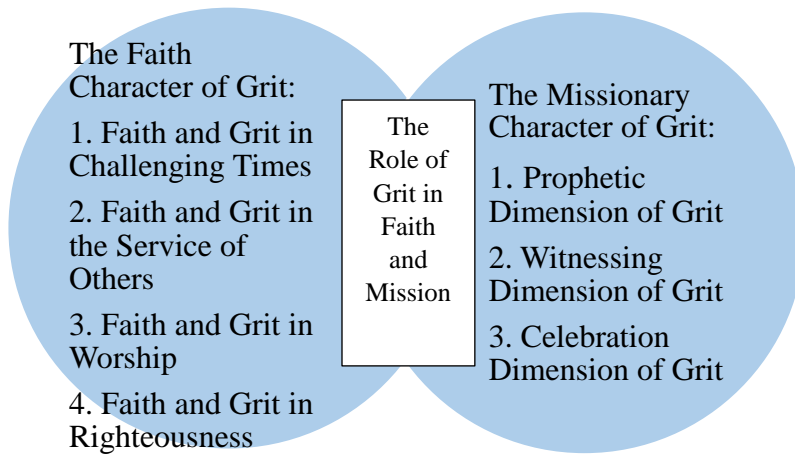 The Faith
Character of Grit:
1. Faith and Grit in
Challenging Times
2. Faith and Grit in
the Service of
Others
3. Faith and Grit in
Worship
4. Faith and Grit in
Righteousness
The
Role of
Grit in
Faith
and
Mission
The Missionary
Character of Grit:
1. Prophetic
Dimension of Grit
2. Witnessing
Dimension of Grit
3. Celebration
Dimension of Grit